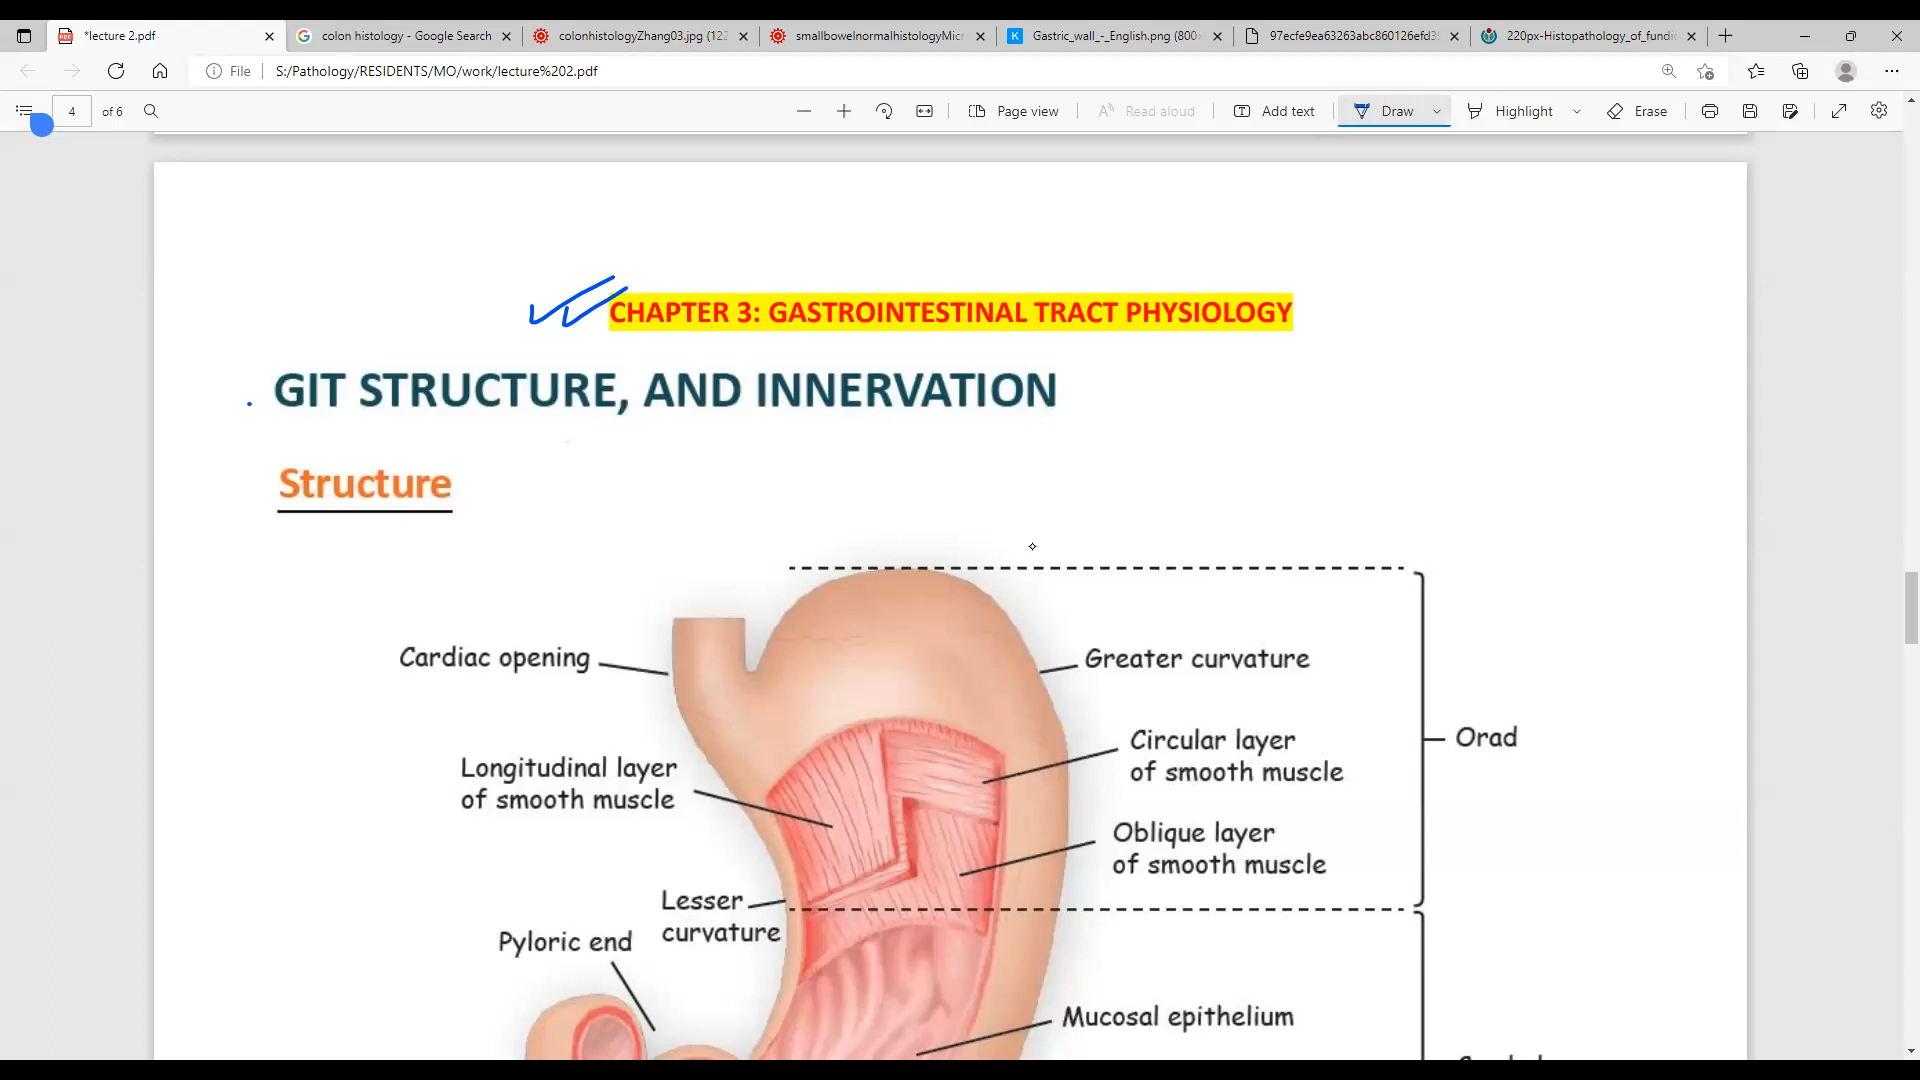 *lecture 2.pdf
colon histology - Google Search
colonhistologyZhang03.jpg (122
smallbowelnormalhistologyMicr
Gastric_wall_-_English.png (800×
97ecfe9ea63263abc860126efd3
220px-Histopathology_of_fundi
File
S:/Pathology/RESIDENTS/MO/work/lecture%202.pdf
4 of 6
Page view
Read aloud
Add text
Draw
Highlight
Erase
CHAPTER 3: GASTROINTESTINAL TRACT PHYSIOLOGY
GIT STRUCTURE, AND INNERVATION
Structure
Cardiac opening
Greater curvature
Orad
Circular layer
of smooth muscle
Longitudinal layer
of smooth muscle
Oblique layer
of smooth muscle
Lesser
curvature
Pyloric end
Mucosal epithelium